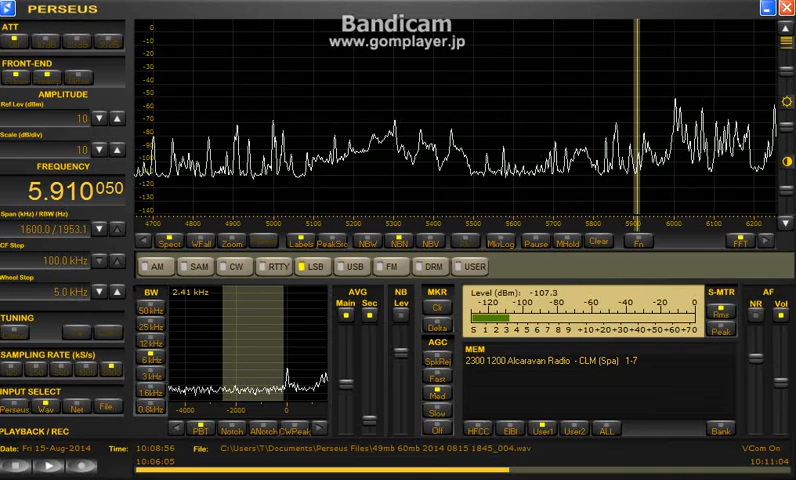 PERSEUS
Bandicam
www.gomplayer.jp
ATT
FRONT-END
AMPLITUDE
Ref Lev (dBm)
10
Scale (dB/div)
10
FREQUENCY
5.910 050
Span (kHz) / RBW (Hz)
1600.0 / 1953.1
CF Step
100.0 kHz
Wheel Step
5.0 kHz
TUNING
SAMPLING RATE (kS/s)
INPUT SELECT
Perseus Wav Net File
PLAYBACK / REC
0
-10
-20
-30
-40
-50
-60
-70
-80
-90
-100
-110
-120
-130
-140
4700 4800 4900 5000 5100 5200 5300 5400 5500 5600 5700 5800 5900 6000 6100 6200
Spect WFall Zoom Labels PeakSrc NBW NBN NBV MkrLog Pause MHold Clear Fn FFT
AM SAM CW RTTY LSB USB FM DRM USER
BW
50 kHz
25 kHz
12 kHz
6 kHz
3 kHz
1.6kHz
0.8kHz
2.41 kHz
-4000 -2000 0
PBT Notch ANotch CWPeak
AVG
Main Sec
NB
Lev
MKR
Clr
Delta
AGC
SpkRej
Fast
Med
Slow
Off
Level (dBm): -107.3
-120 -100 -80 -60 -40 -20 0
S 1 2 3 4 5 6 7 8 9 +10+20+30+40+50+60 70
S-MTR
Rms
Peak
AF
NR Vol
MEM
2300 1200 Alcaravan Radio - CLM (Spa) 1-7
HFCC EIBI User1 User2 ALL Bank
Date: Fri 15-Aug-2014 Time: 10:08:56 File: C:\Users\T\Documents\Perseus Files\49mb 60mb 2014 0815 1845_004.wav VCom On
10:06:05 10:11:04